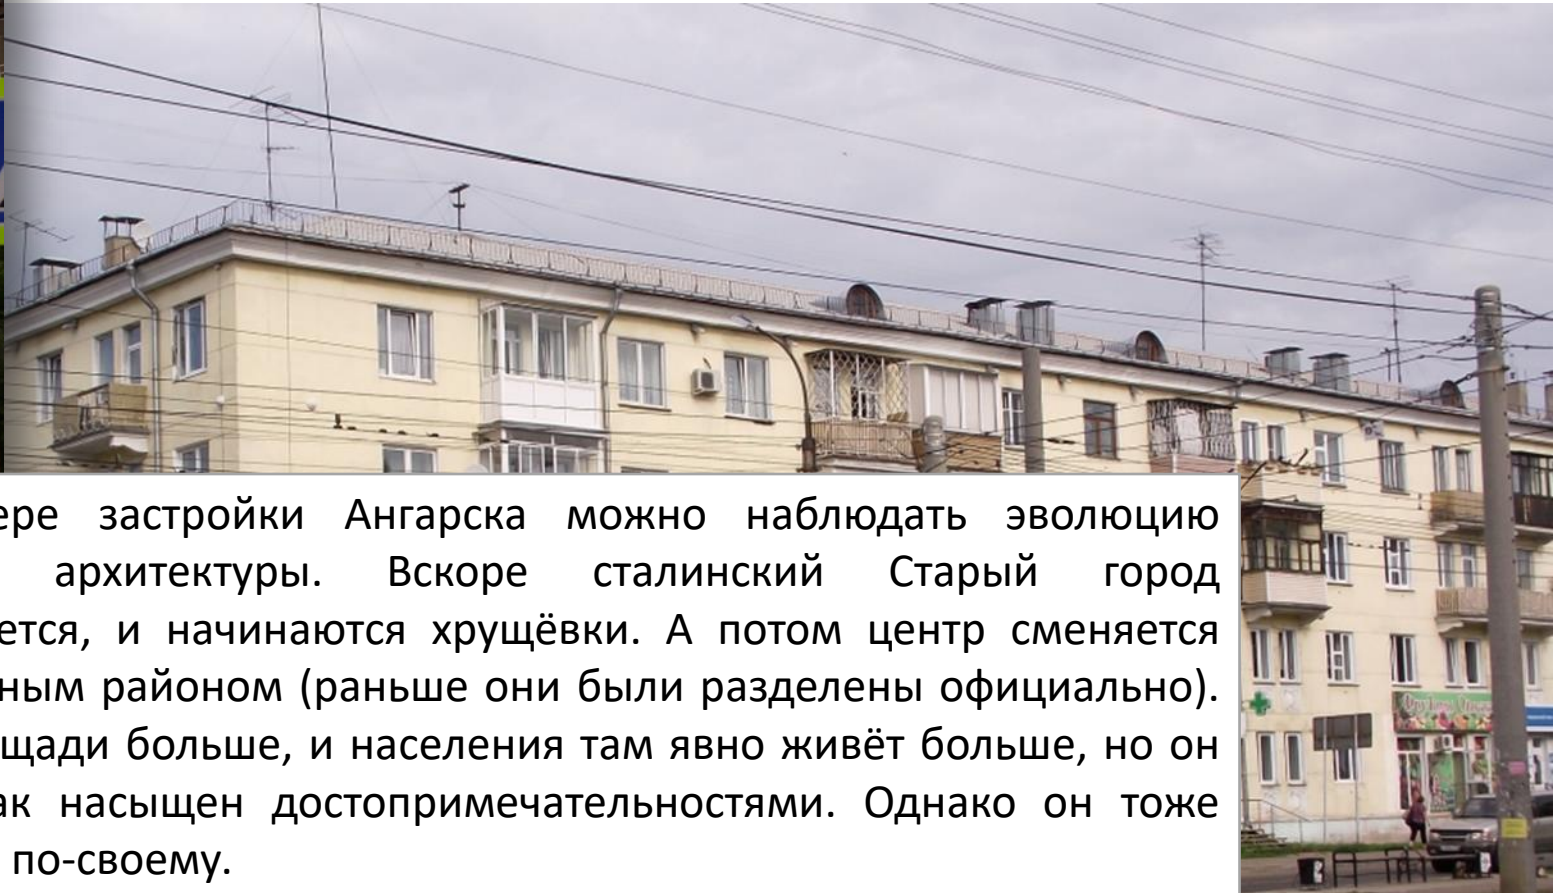 ере застройки Ангарска можно наблюдать эволюцию
архитектуры. Вскоре сталинский Старый город
ется, и начинаются хрущёвки. А потом центр сменяется
ным районом (раньше они были разделены официально).
щади больше, и населения там явно живёт больше, но он
ак насыщен достопримечательностями. Однако он тоже
по-своему.